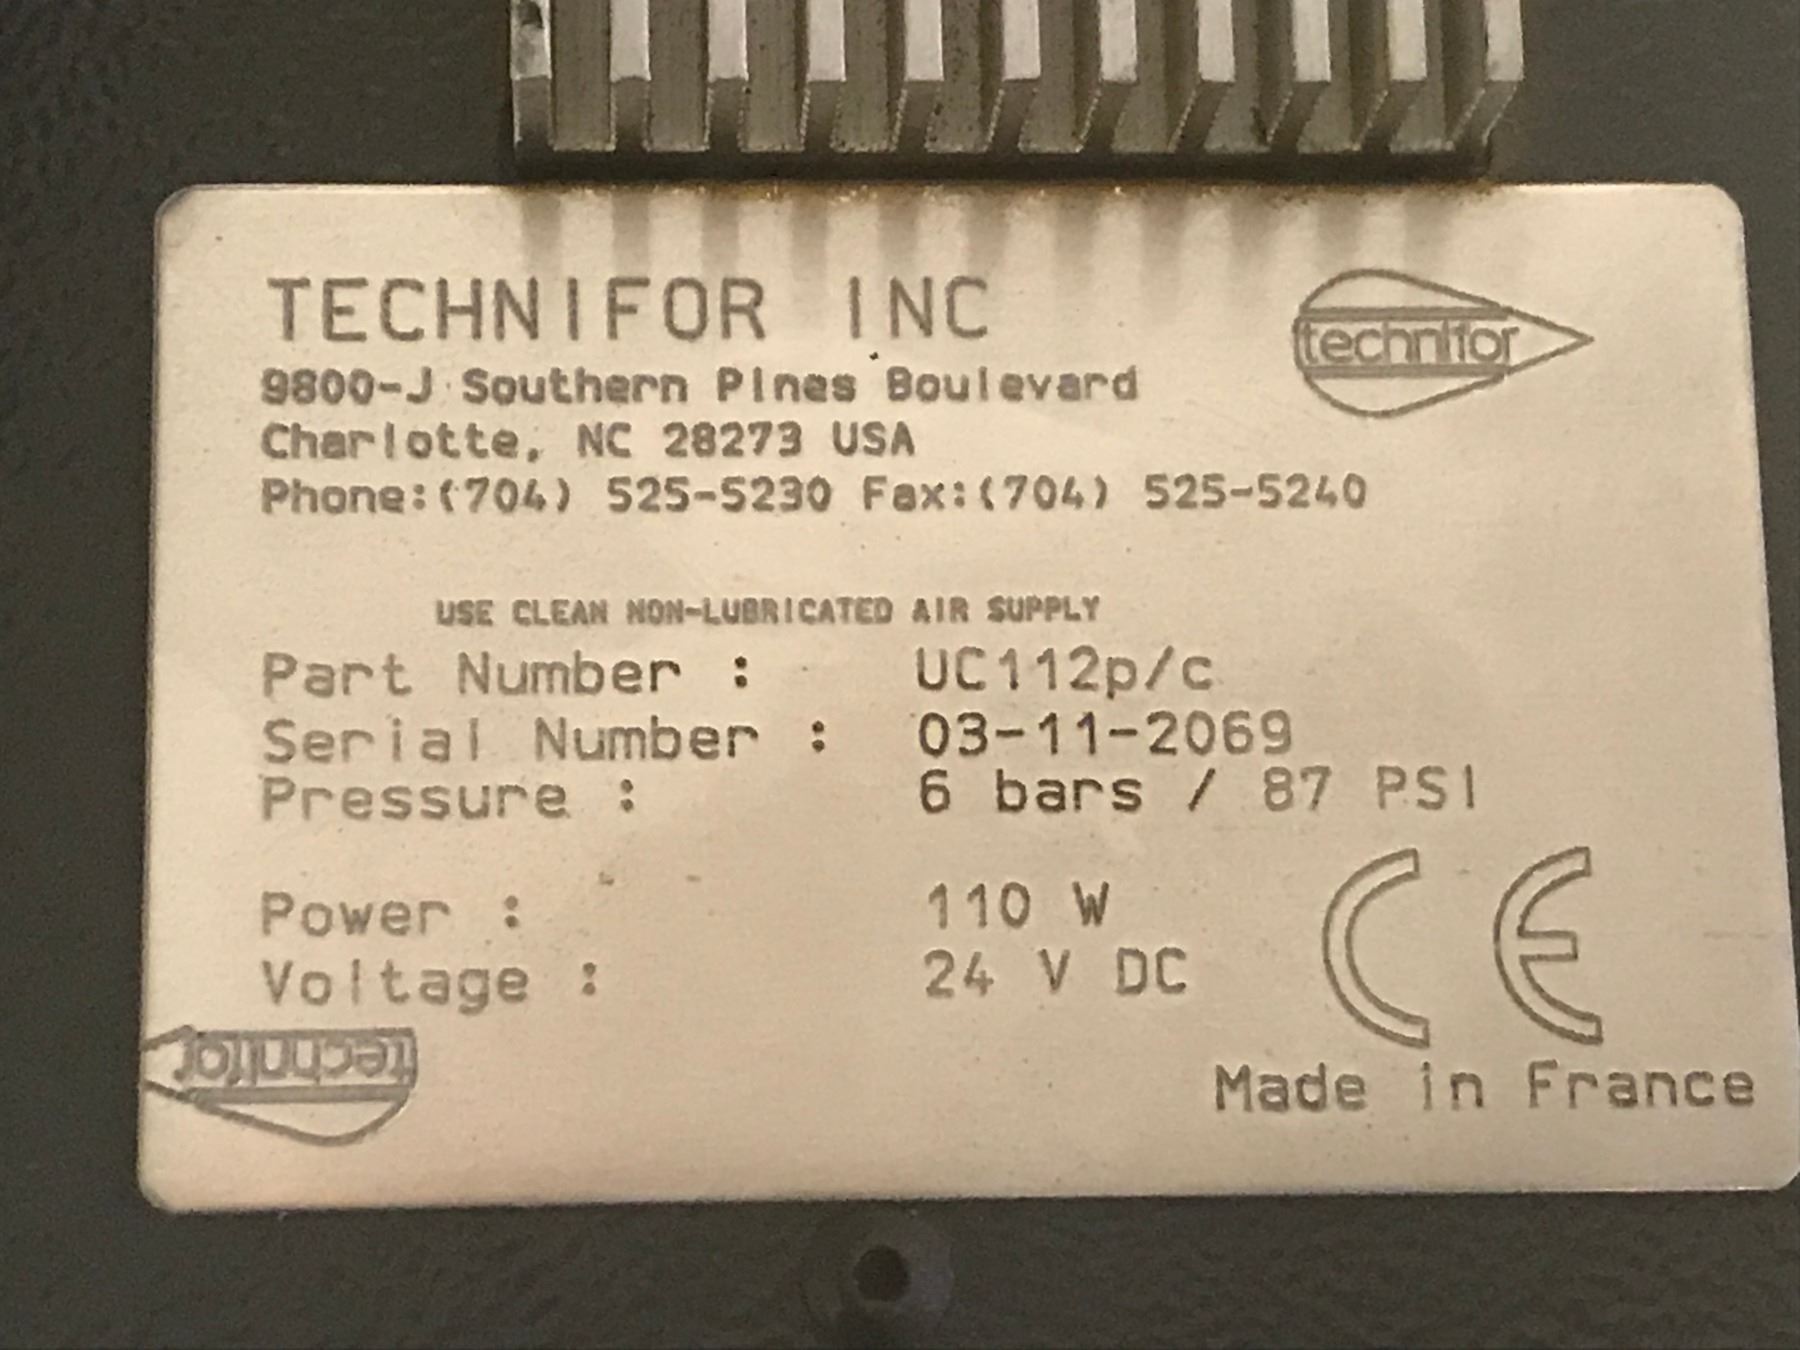 TECHNIFOR INC
technifor
9800-J Southern Pines Boulevard
Charlotte, NC 28273 USA
Phone:(704) 525-5230 Fax:(704) 525-5240
USE CLEAN NON-LUBRICATED AIR SUPPLY
Part Number : UC112p/c
Serial Number : 03-11-2069
Pressure : 6 bars / 87 PSI
Power : 110 W
Voltage : 24 V DC
CE
technifor
Made in France